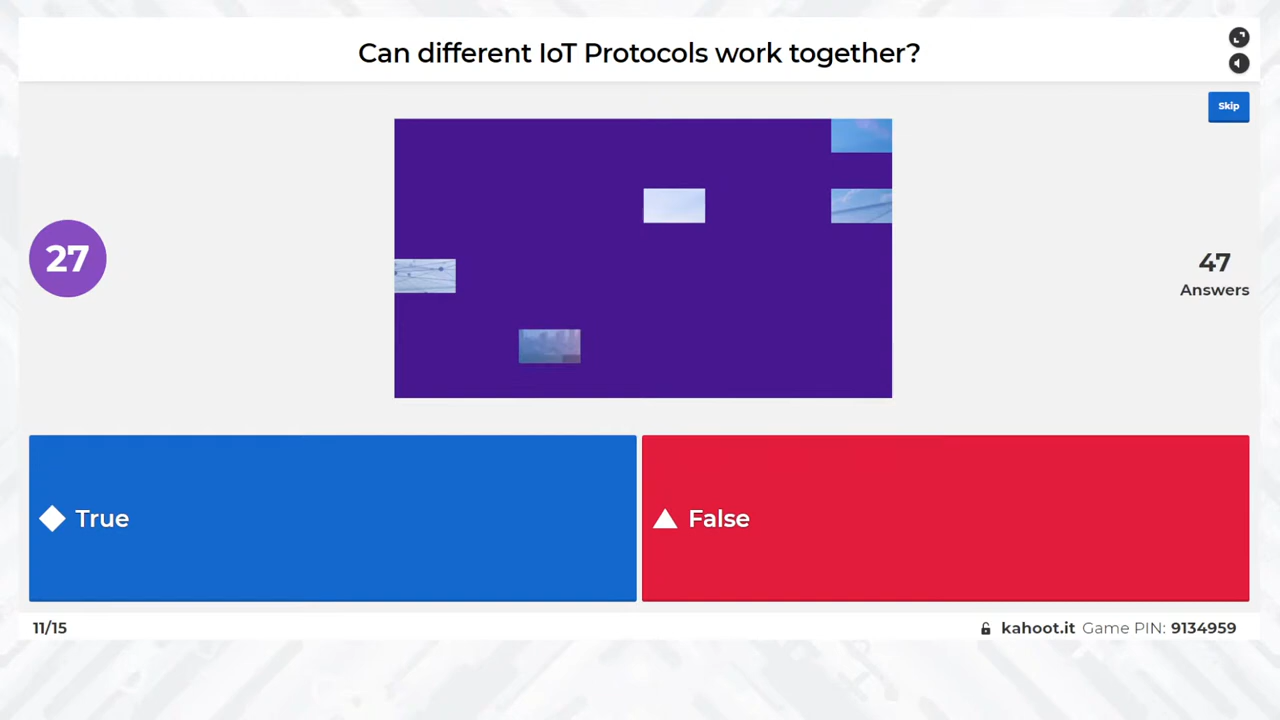 Can different IoT Protocols work together?
Skip
27
47
Answers
True
False
11/15
kahoot.it Game PIN: 9134959